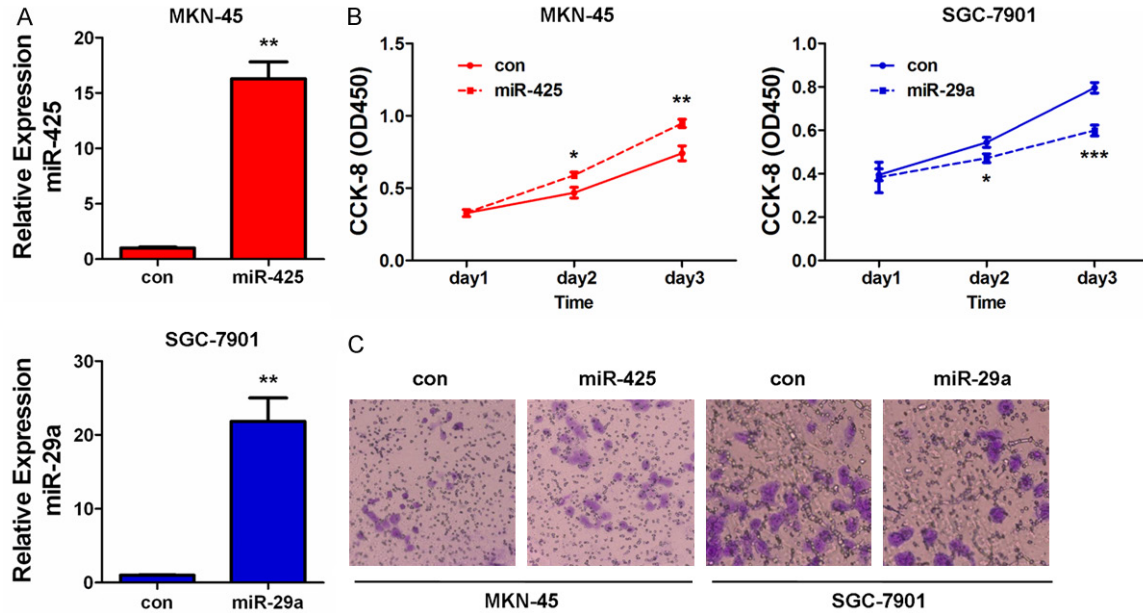 A
MKN-45
Relative Expression
miR-425
20
15
10
5
0
**
con
miR-425
SGC-7901
Relative Expression
miR-29a
30
20
10
0
**
con
miR-29a
B
MKN-45
CCK-8 (OD450)
1.5
1.0
0.5
0.0
con
miR-425
*
**
day1
day2
day3
Time
SGC-7901
CCK-8 (OD450)
1.0
0.8
0.6
0.4
0.2
0.0
con
miR-29a
*
***
day1
day2
day3
Time
C
con
miR-425
con
miR-29a
MKN-45
SGC-7901